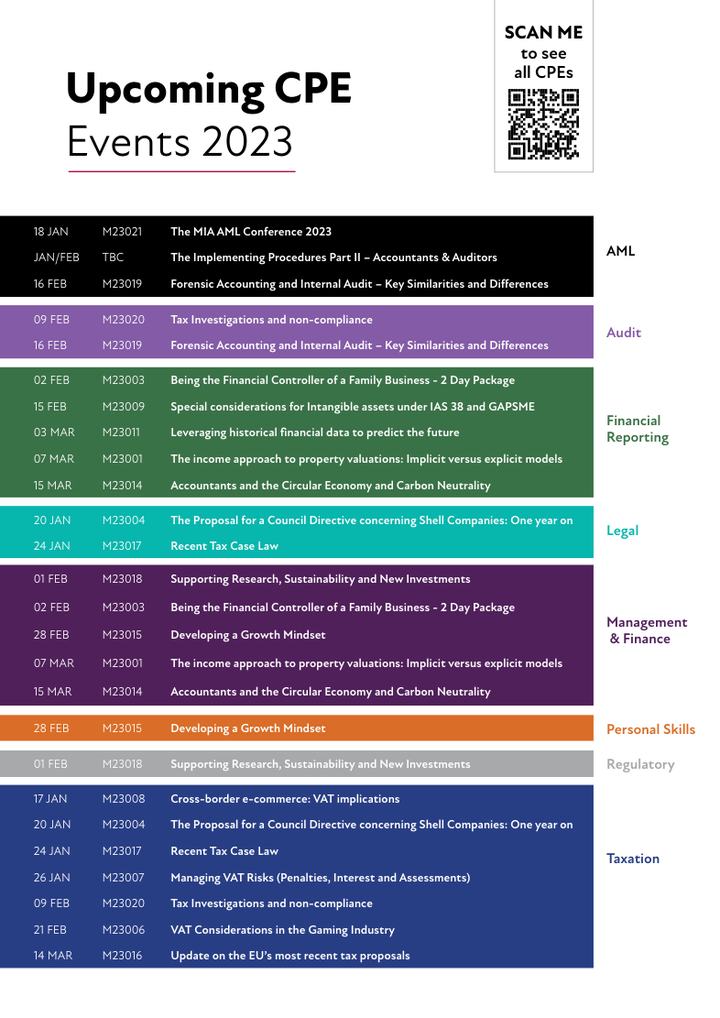 SCAN ME
to see
all CPEs
Upcoming CPE
Events 2023
18 JAN M23021 The MIA AML Conference 2023
JAN/FEB TBC The Implementing Procedures Part II – Accountants & Auditors
16 FEB M23019 Forensic Accounting and Internal Audit – Key Similarities and Differences
AML
09 FEB M23020 Tax Investigations and non-compliance
16 FEB M23019 Forensic Accounting and Internal Audit – Key Similarities and Differences
Audit
02 FEB M23003 Being the Financial Controller of a Family Business - 2 Day Package
15 FEB M23009 Special considerations for Intangible assets under IAS 38 and GAPSME
03 MAR M23011 Leveraging historical financial data to predict the future
07 MAR M23001 The income approach to property valuations: Implicit versus explicit models
15 MAR M23014 Accountants and the Circular Economy and Carbon Neutrality
Financial
Reporting
20 JAN M23004 The Proposal for a Council Directive concerning Shell Companies: One year on
24 JAN M23017 Recent Tax Case Law
Legal
01 FEB M23018 Supporting Research, Sustainability and New Investments
02 FEB M23003 Being the Financial Controller of a Family Business - 2 Day Package
28 FEB M23015 Developing a Growth Mindset
07 MAR M23001 The income approach to property valuations: Implicit versus explicit models
15 MAR M23014 Accountants and the Circular Economy and Carbon Neutrality
Management
& Finance
28 FEB M23015 Developing a Growth Mindset
Personal Skills
01 FEB M23018 Supporting Research, Sustainability and New Investments
Regulatory
17 JAN M23008 Cross-border e-commerce: VAT implications
20 JAN M23004 The Proposal for a Council Directive concerning Shell Companies: One year on
24 JAN M23017 Recent Tax Case Law
26 JAN M23007 Managing VAT Risks (Penalties, Interest and Assessments)
09 FEB M23020 Tax Investigations and non-compliance
21 FEB M23006 VAT Considerations in the Gaming Industry
14 MAR M23016 Update on the EU's most recent tax proposals
Taxation